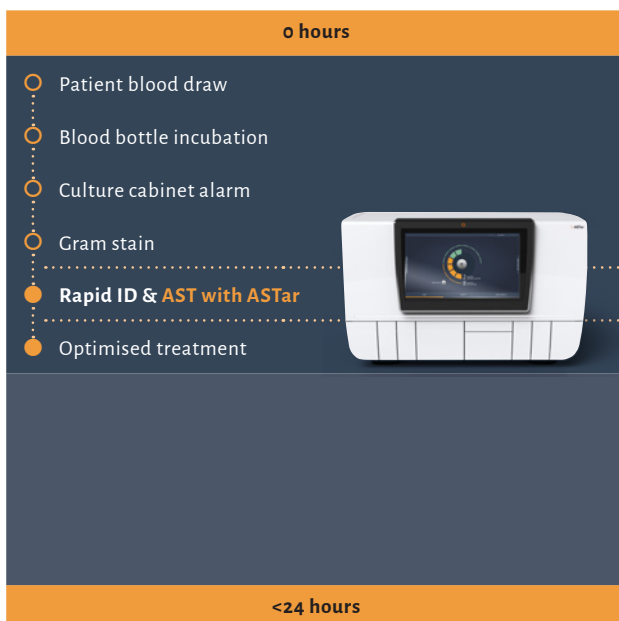 0 hours
Patient blood draw
Blood bottle incubation
Culture cabinet alarm
Gram stain
Rapid ID & AST with ASTar
Optimised treatment
<24 hours